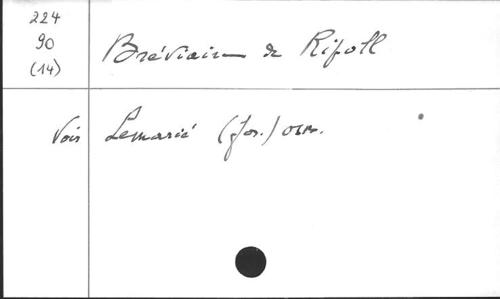 224
90
(14)
Bréviaire de Ripoll
Voir Lemarié (Jos.) OSB.